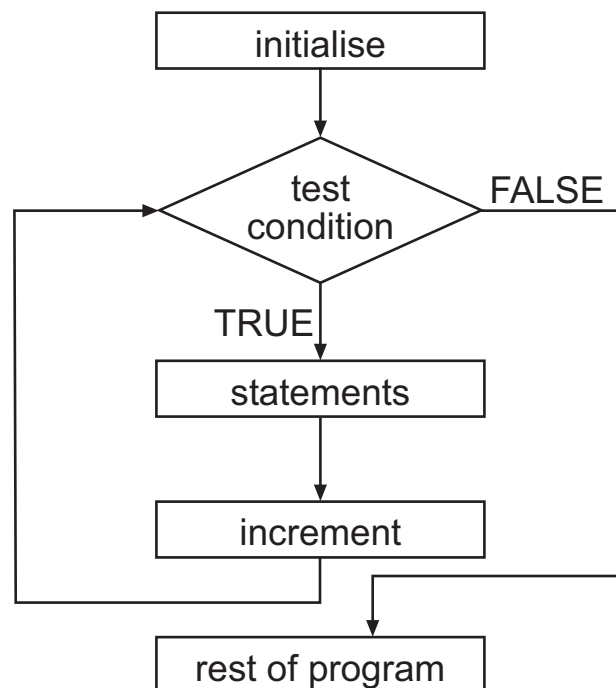 initialise
test
condition
FALSE
TRUE
statements
increment
rest of program